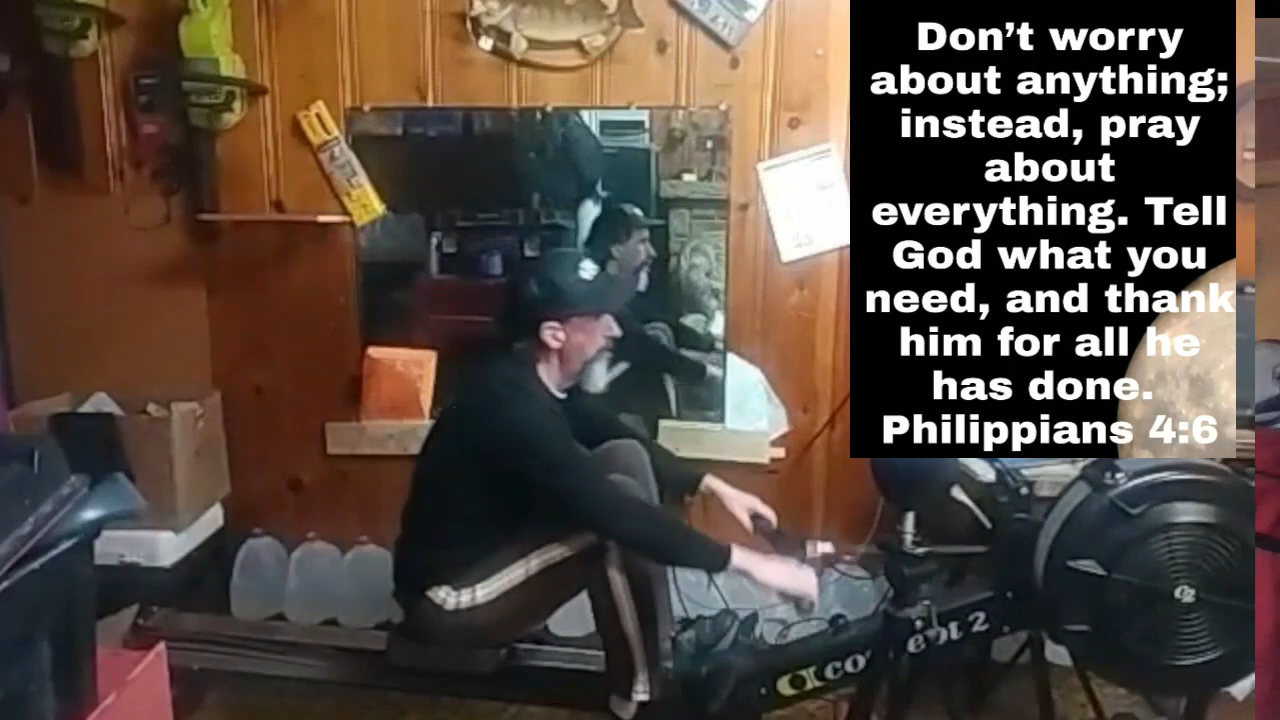 Don’t worry
about anything;
instead, pray
about
everything. Tell
God what you
need, and thank
him for all he
has done.
Philippians 4:6